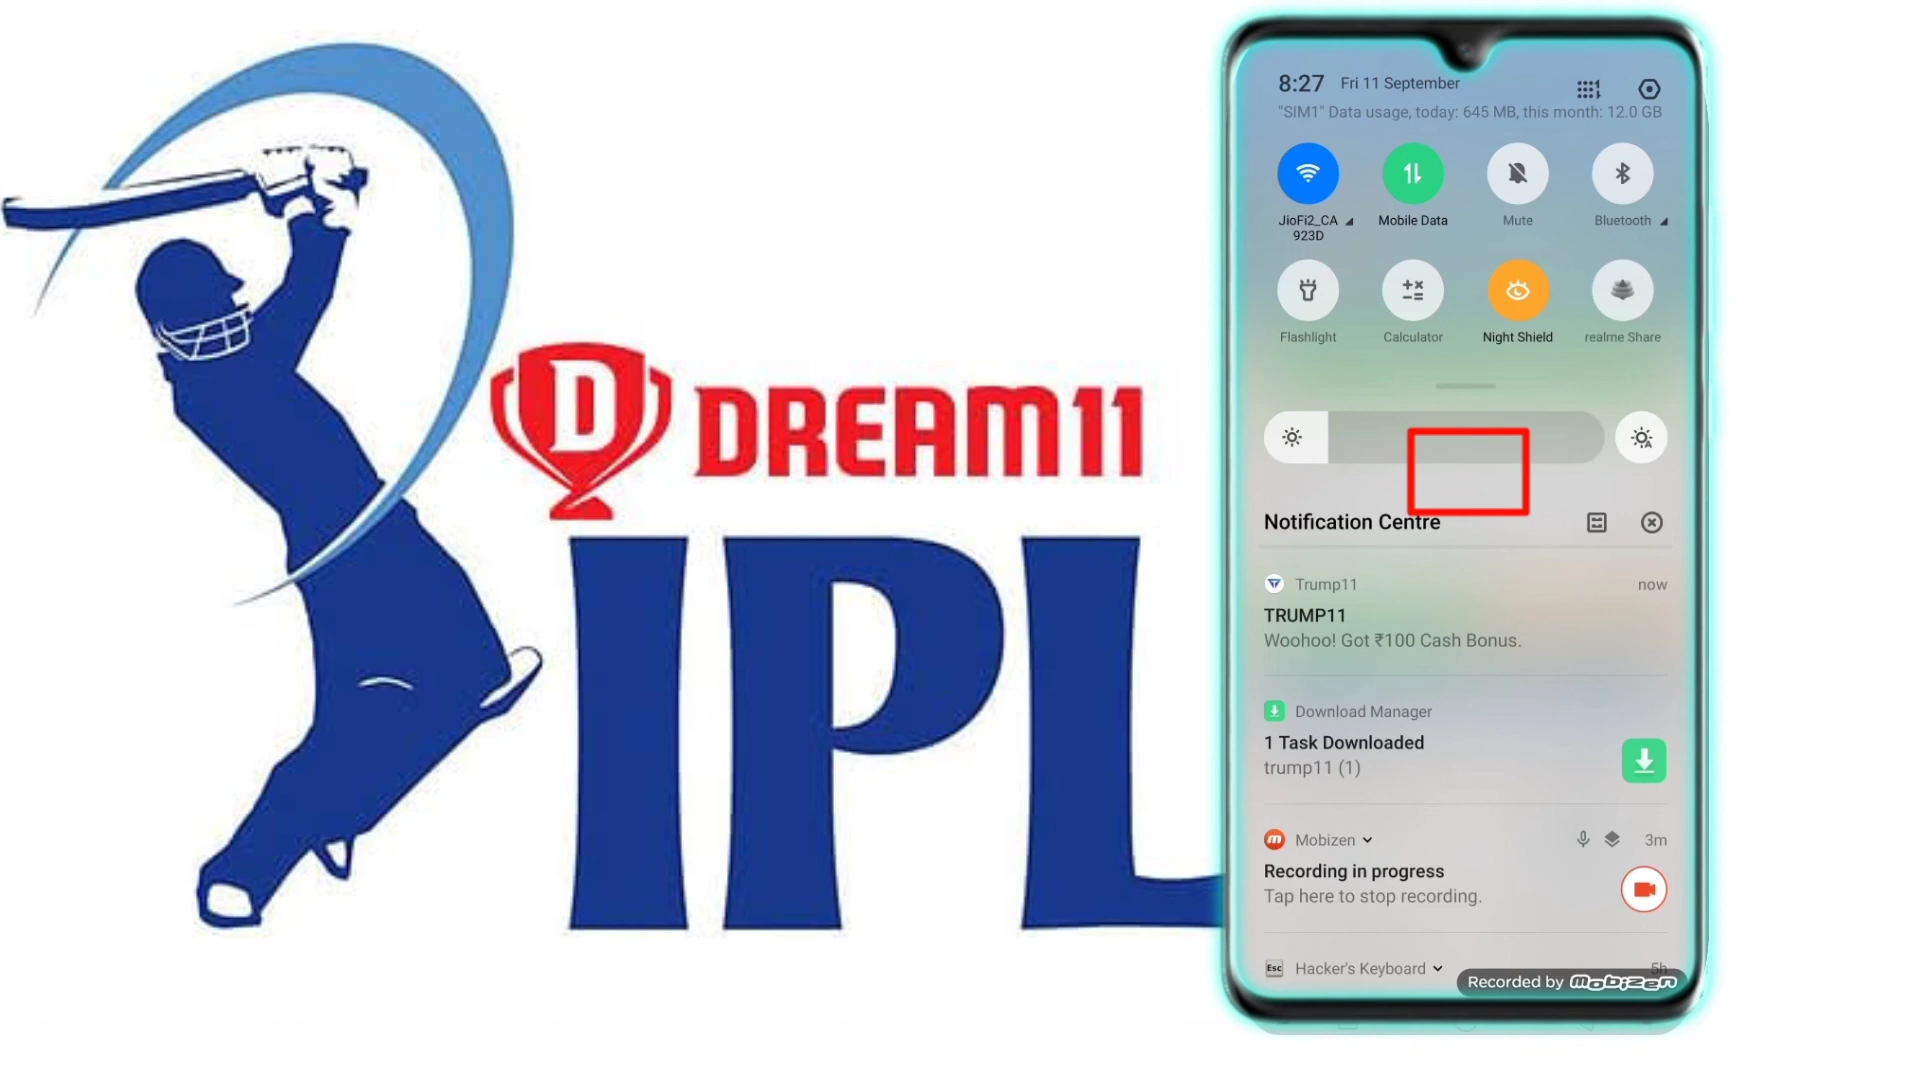 D DREAM11
IPL
8:27 Fri 11 September
"SIM1" Data usage, today: 645 MB, this month: 12.0 GB
JioFi2_CA
923D
Mobile Data
Mute
Bluetooth
Flashlight
Calculator
Night Shield
realme Share
Notification Centre
Trump11 now
TRUMP11
Woohoo! Got ₹100 Cash Bonus.
Download Manager
1 Task Downloaded
trump11 (1)
m Mobizen 3m
Recording in progress
Tap here to stop recording.
Esc Hacker's Keyboard 5h
Recorded by mobizen